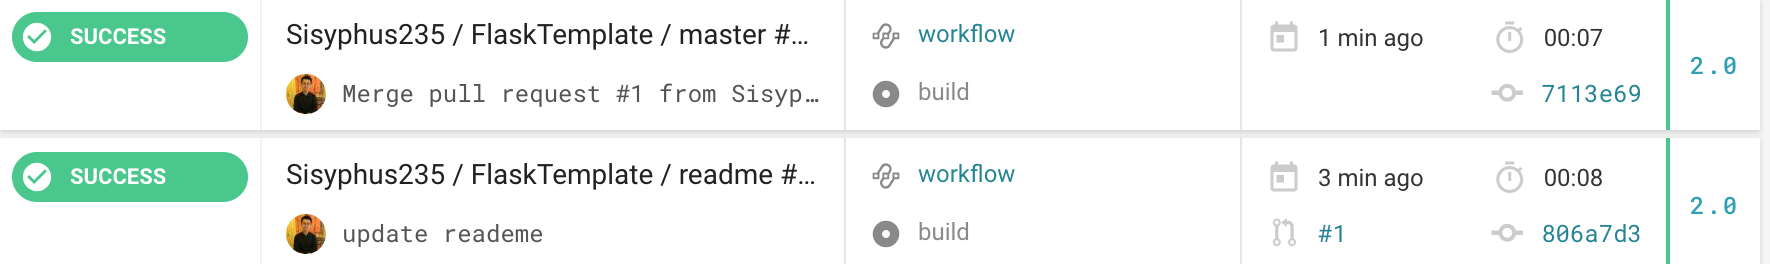 SUCCESS
Sisyphus235 / FlaskTemplate / master #...
workflow
1 min ago
00:07
2.0
Merge pull request #1 from Sisyp...
build
7113e69
SUCCESS
Sisyphus235 / FlaskTemplate / readme #...
workflow
3 min ago
00:08
2.0
update reademe
build
#1
806a7d3